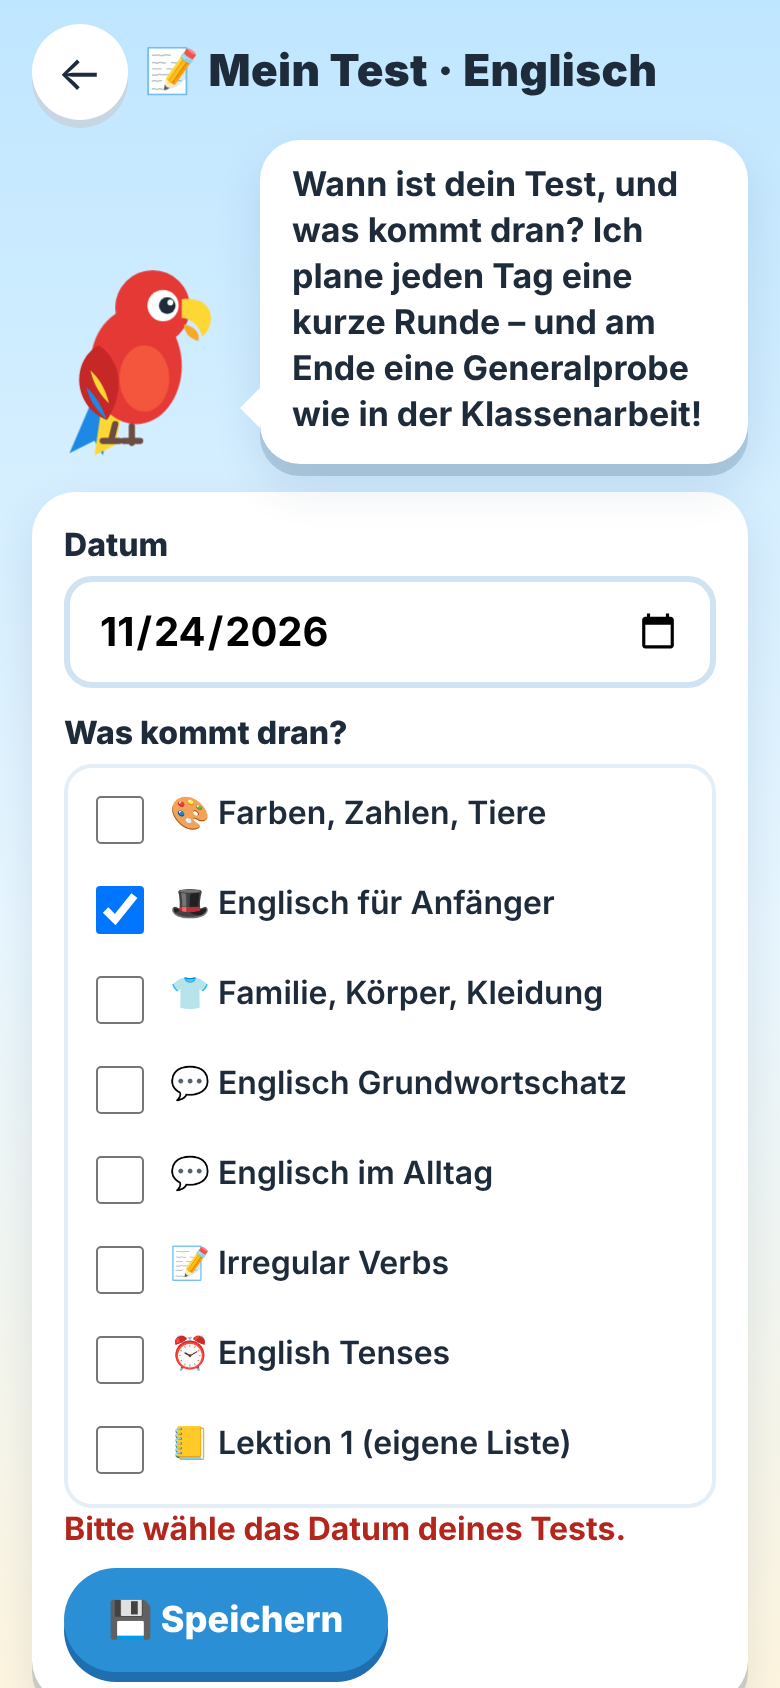 📝 Mein Test · Englisch
Wann ist dein Test, und
was kommt dran? Ich
plane jeden Tag eine
kurze Runde – und am
Ende eine Generalprobe
wie in der Klassenarbeit!
Datum
11/24/2026
Was kommt dran?
🎨 Farben, Zahlen, Tiere
🎩 Englisch für Anfänger
👕 Familie, Körper, Kleidung
💬 Englisch Grundwortschatz
💬 Englisch im Alltag
📝 Irregular Verbs
⏰ English Tenses
📒 Lektion 1 (eigene Liste)
Bitte wähle das Datum deines Tests.
💾 Speichern